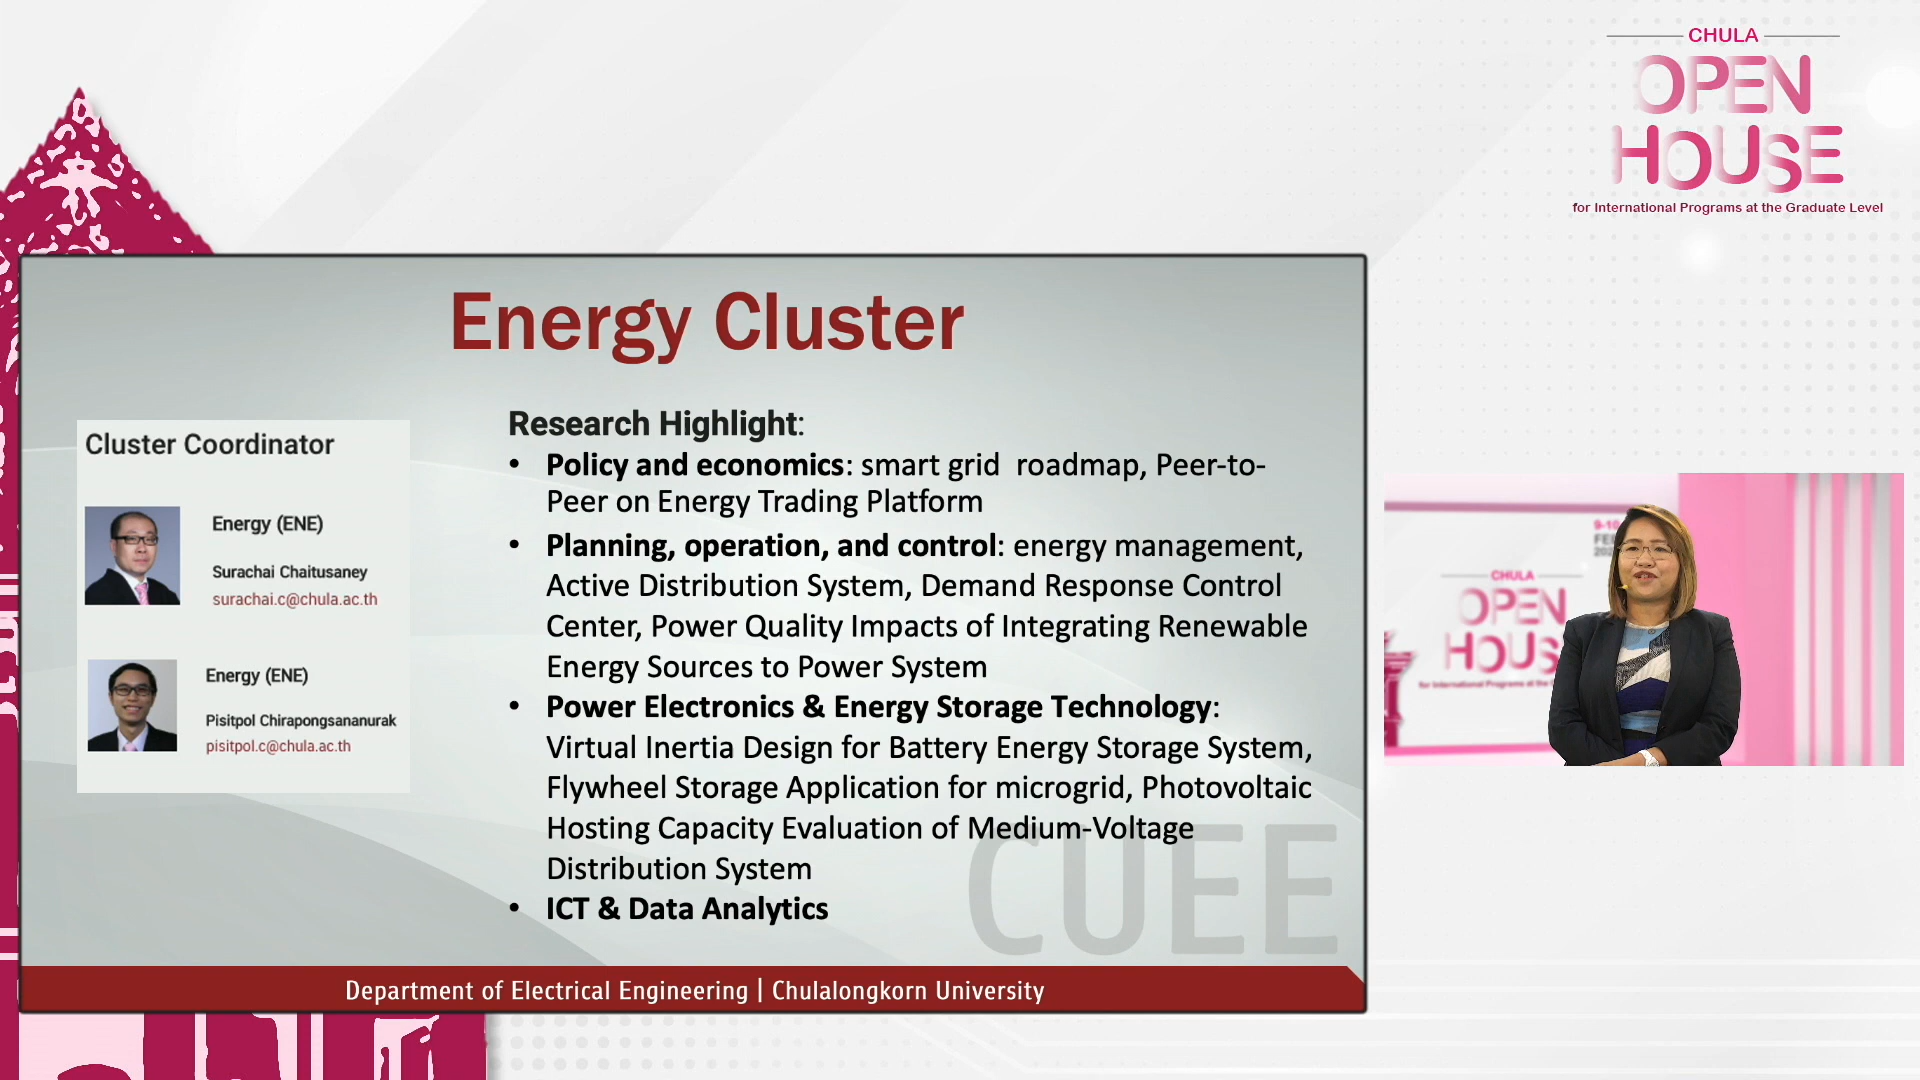 CHULA
OPEN
HOUSE
for International Programs at the Graduate Level
Energy Cluster
Cluster Coordinator
Energy (ENE)
Surachai Chaitusaney
surachai.c@chula.ac.th
Energy (ENE)
Pisitpol Chirapongsananurak
pisitpol.c@chula.ac.th
Research Highlight:
• Policy and economics: smart grid roadmap, Peer-to-
Peer on Energy Trading Platform
• Planning, operation, and control: energy management,
Active Distribution System, Demand Response Control
Center, Power Quality Impacts of Integrating Renewable
Energy Sources to Power System
• Power Electronics & Energy Storage Technology:
Virtual Inertia Design for Battery Energy Storage System,
Flywheel Storage Application for microgrid, Photovoltaic
Hosting Capacity Evaluation of Medium-Voltage
Distribution System
• ICT & Data Analytics
CUEE
Department of Electrical Engineering | Chulalongkorn University
CHULA
OPEN
HOUS
for International Programs at the